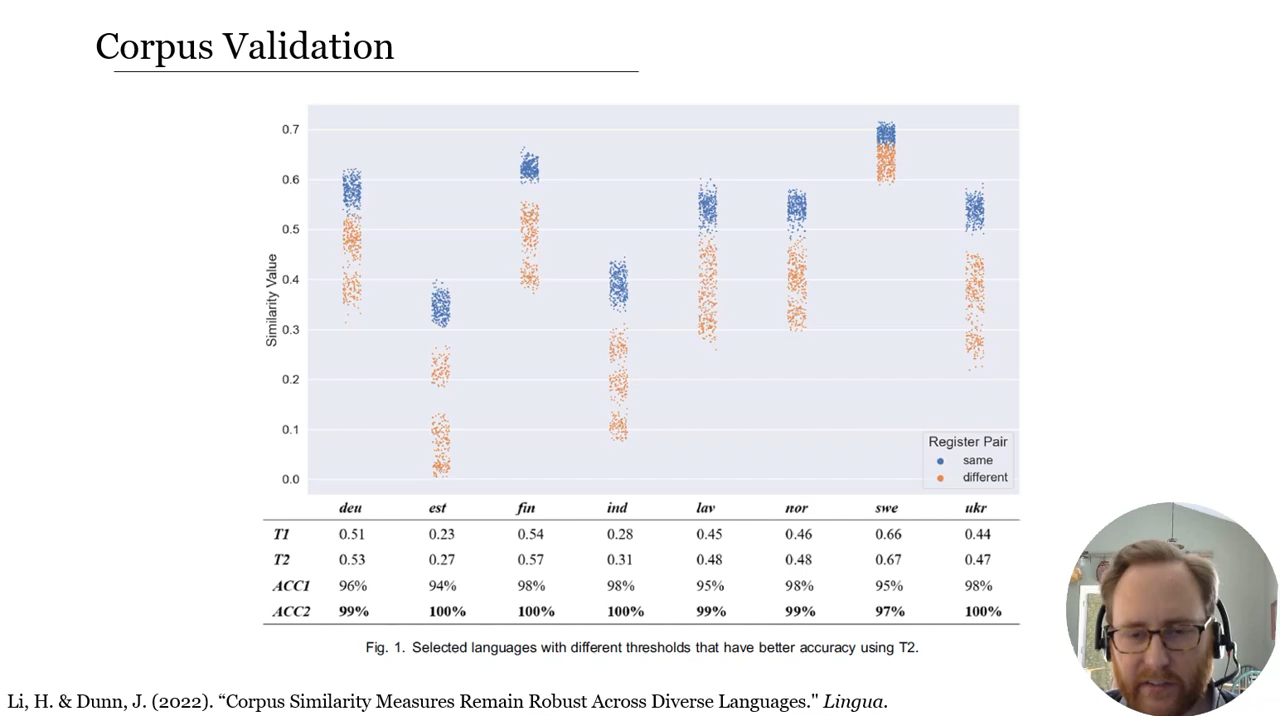 Corpus Validation
0.7
0.6
0.5
0.4
0.3
0.2
0.1
0.0
Similarity Value
Register Pair
same
different
deu est fin ind lav nor swe ukr
T1 0.51 0.23 0.54 0.28 0.45 0.46 0.66 0.44
T2 0.53 0.27 0.57 0.31 0.48 0.48 0.67 0.47
ACC1 96% 94% 98% 98% 95% 98% 95% 98%
ACC2 99% 100% 100% 100% 99% 99% 97% 100%
Fig. 1. Selected languages with different thresholds that have better accuracy using T2.
Li, H. & Dunn, J. (2022). “Corpus Similarity Measures Remain Robust Across Diverse Languages." Lingua.